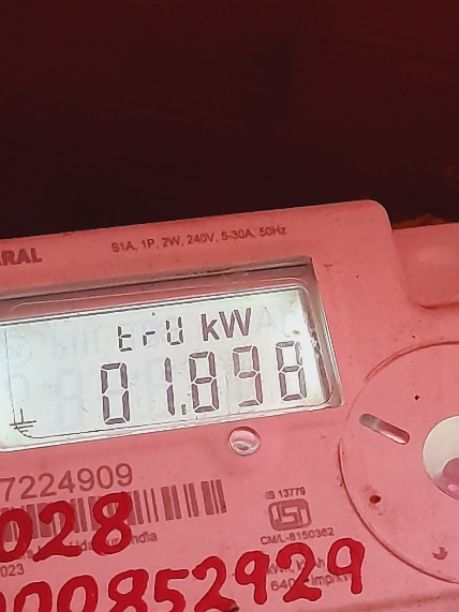 S1A, 1P, 2W, 240V, 5-30A, 50Hz
RAL
trU kW
01.898
7224909
IS 13779
028
CM/L-8150362
023
00852929